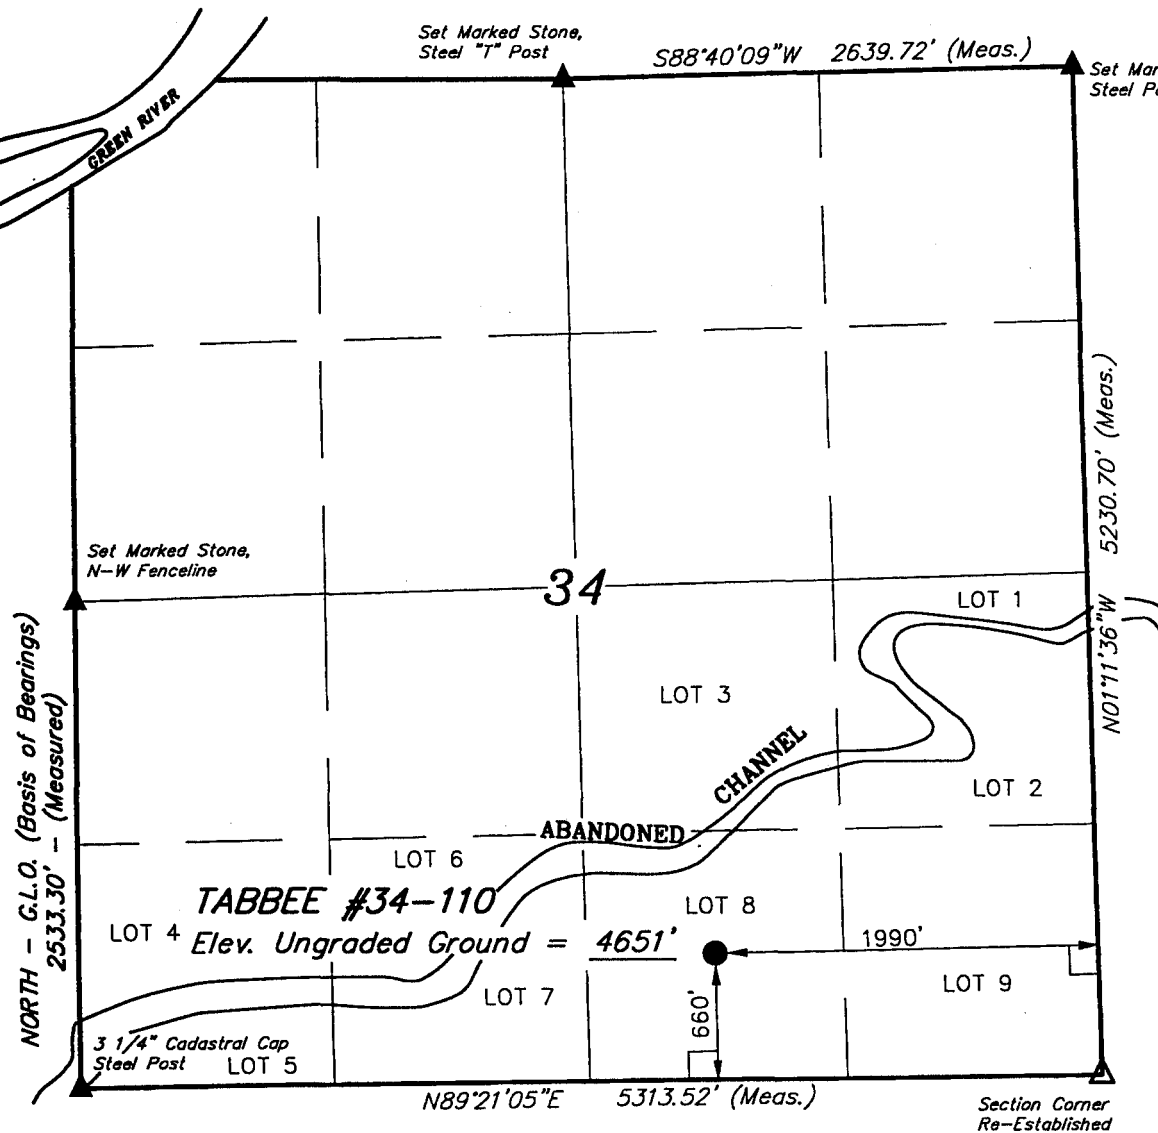 Set Marked Stone,
Steel "T" Post
S88°40'09"W 2639.72' (Meas.)
Set Mar
Steel Po
GREEN RIVER
5230.70' (Meas.)
N01°11'36"W
Set Marked Stone,
N-W Fenceline
34
LOT 1
LOT 3
CHANNEL
LOT 2
ABANDONED
LOT 6
NORTH - G.L.O. (Basis of Bearings)
2533.30' - (Measured)
TABBEE #34-110
LOT 8
LOT 4
Elev. Ungraded Ground = 4651'
1990'
LOT 9
LOT 7
660'
3 1/4" Cadastral Cap
Steel Post
LOT 5
N89°21'05"E 5313.52' (Meas.)
Section Corner
Re-Established